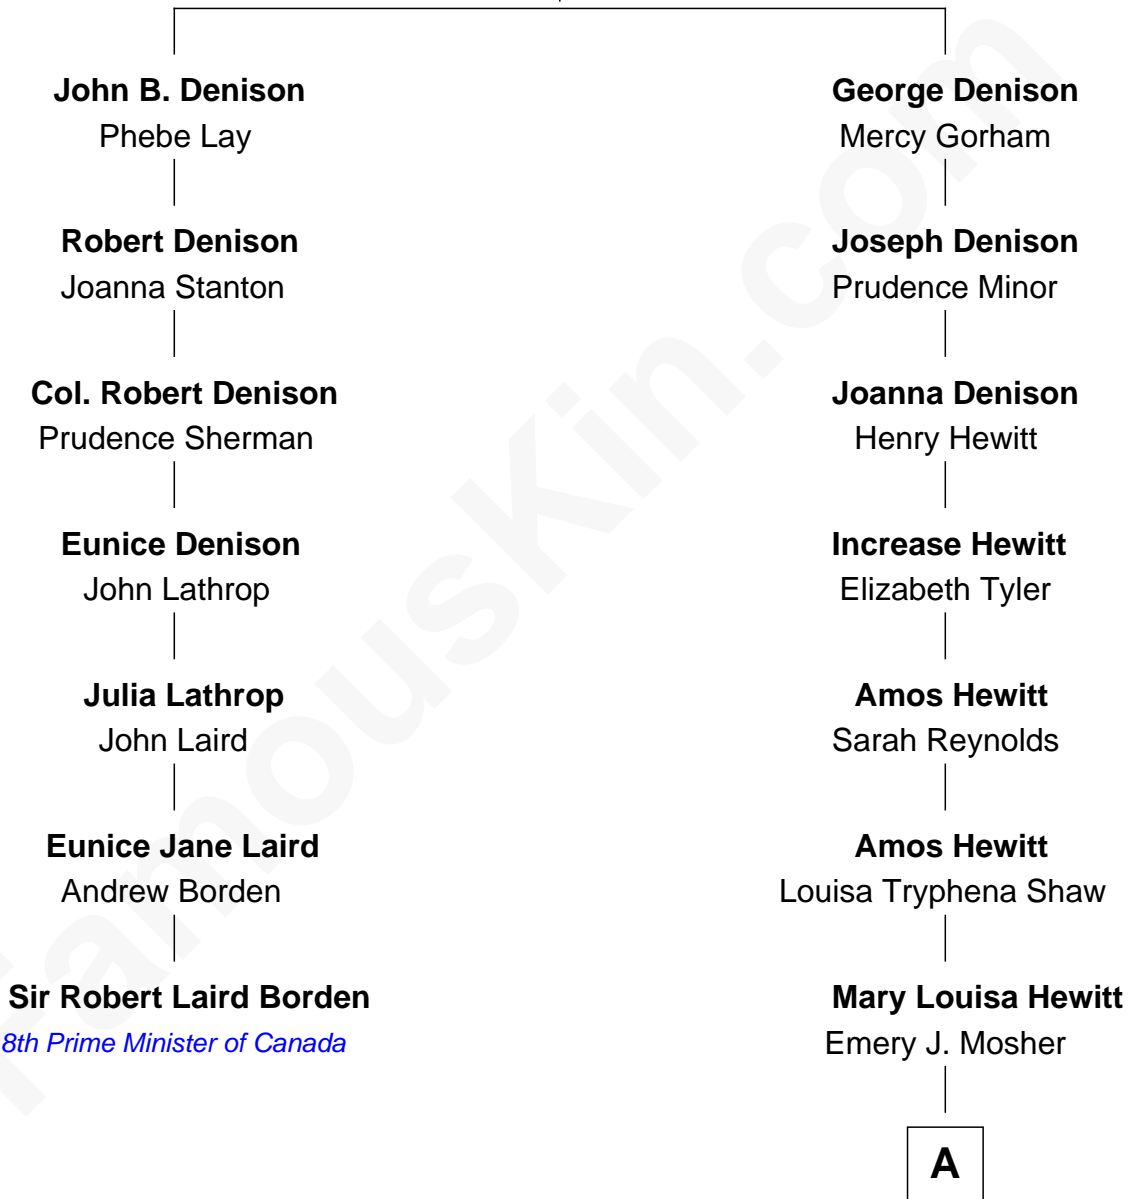 John B. Denison
Phebe Lay
Robert Denison
Joanna Stanton
Col. Robert Denison
Prudence Sherman
Eunice Denison
John Lathrop
Julia Lathrop
John Laird
Eunice Jane Laird
Andrew Borden
Sir Robert Laird Borden
8th Prime Minister of Canada
George Denison
Mercy Gorham
Joseph Denison
Prudence Minor
Joanna Denison
Henry Hewitt
Increase Hewitt
Elizabeth Tyler
Amos Hewitt
Sarah Reynolds
Amos Hewitt
Louisa Tryphena Shaw
Mary Louisa Hewitt
Emery J. Mosher
A
FamousKin.com